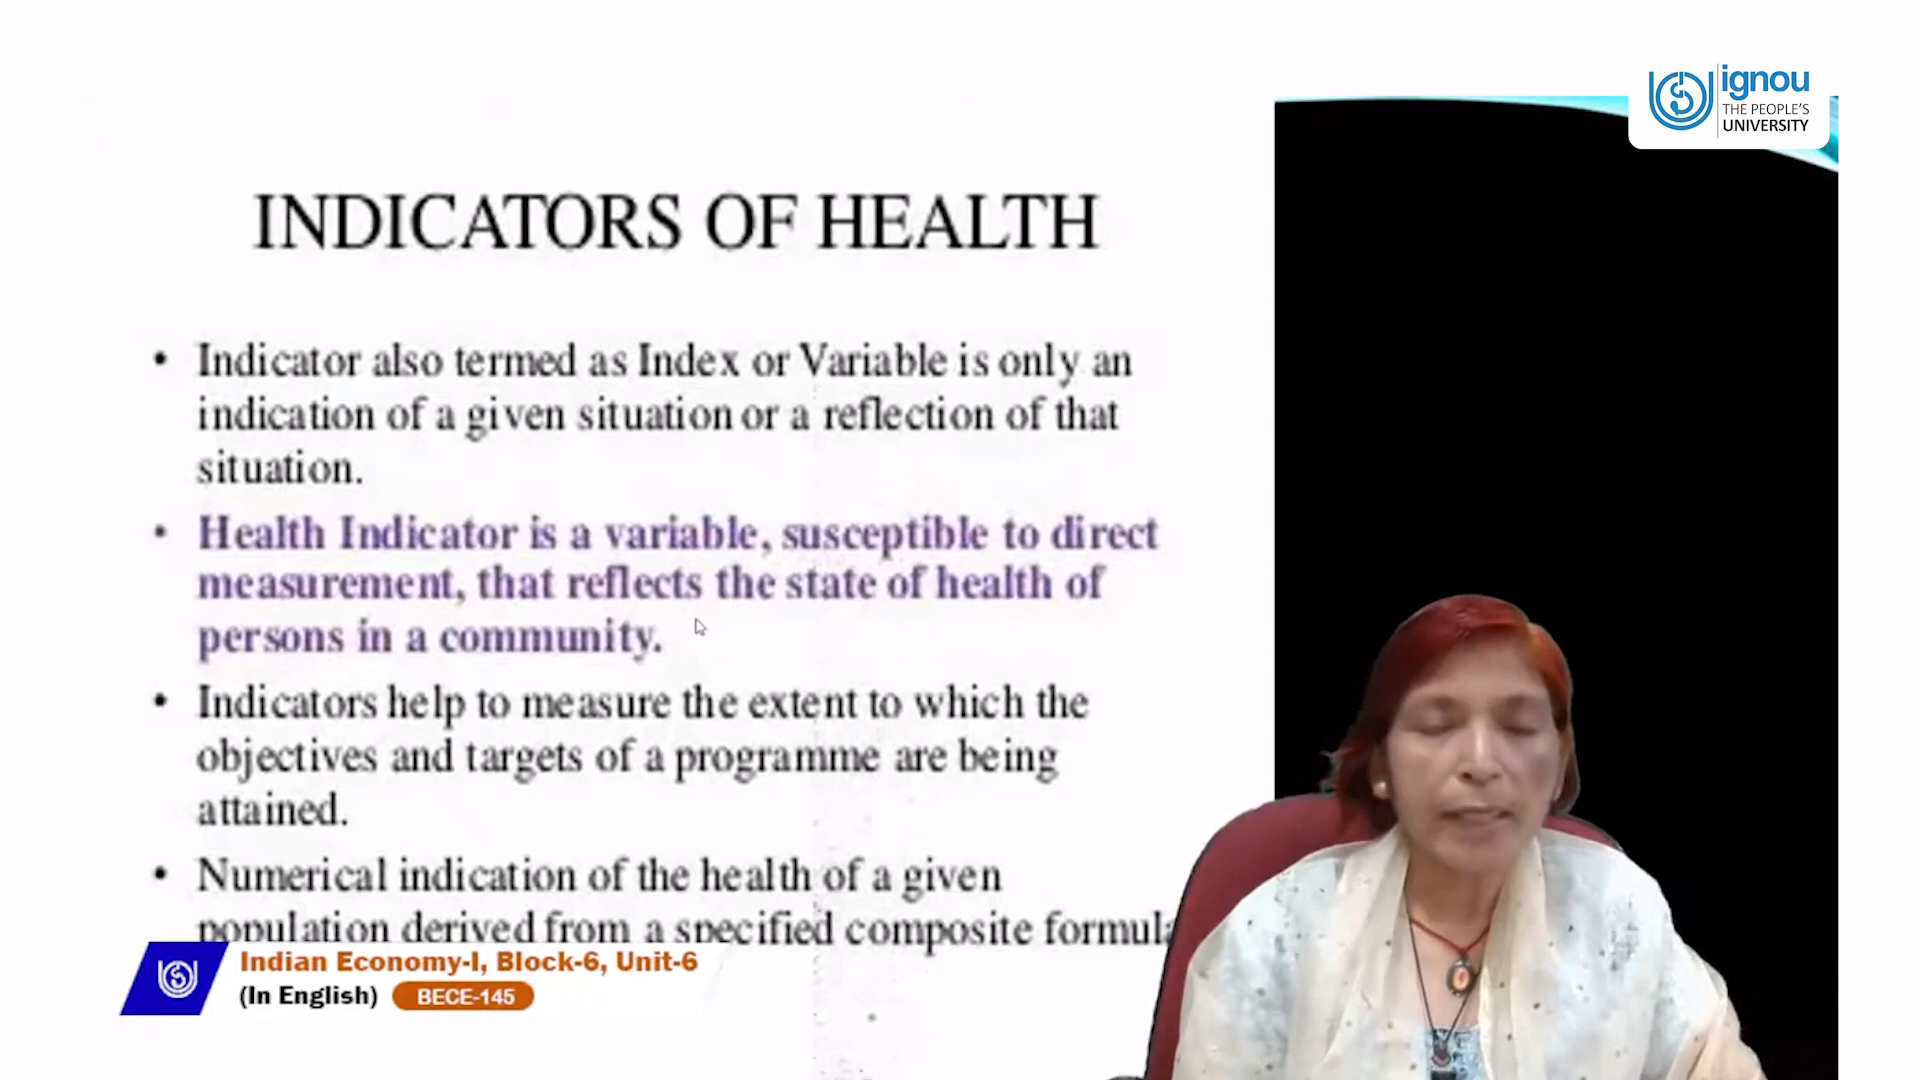 ignou
THE PEOPLE'S
UNIVERSITY
INDICATORS OF HEALTH
• Indicator also termed as Index or Variable is only an
indication of a given situation or a reflection of that
situation.
• Health Indicator is a variable, susceptible to direct
measurement, that reflects the state of health of
persons in a community.
• Indicators help to measure the extent to which the
objectives and targets of a programme are being
attained.
• Numerical indication of the health of a given
population derived from a specified composite formula
Indian Economy-I, Block-6, Unit-6
(In English) BECE-145